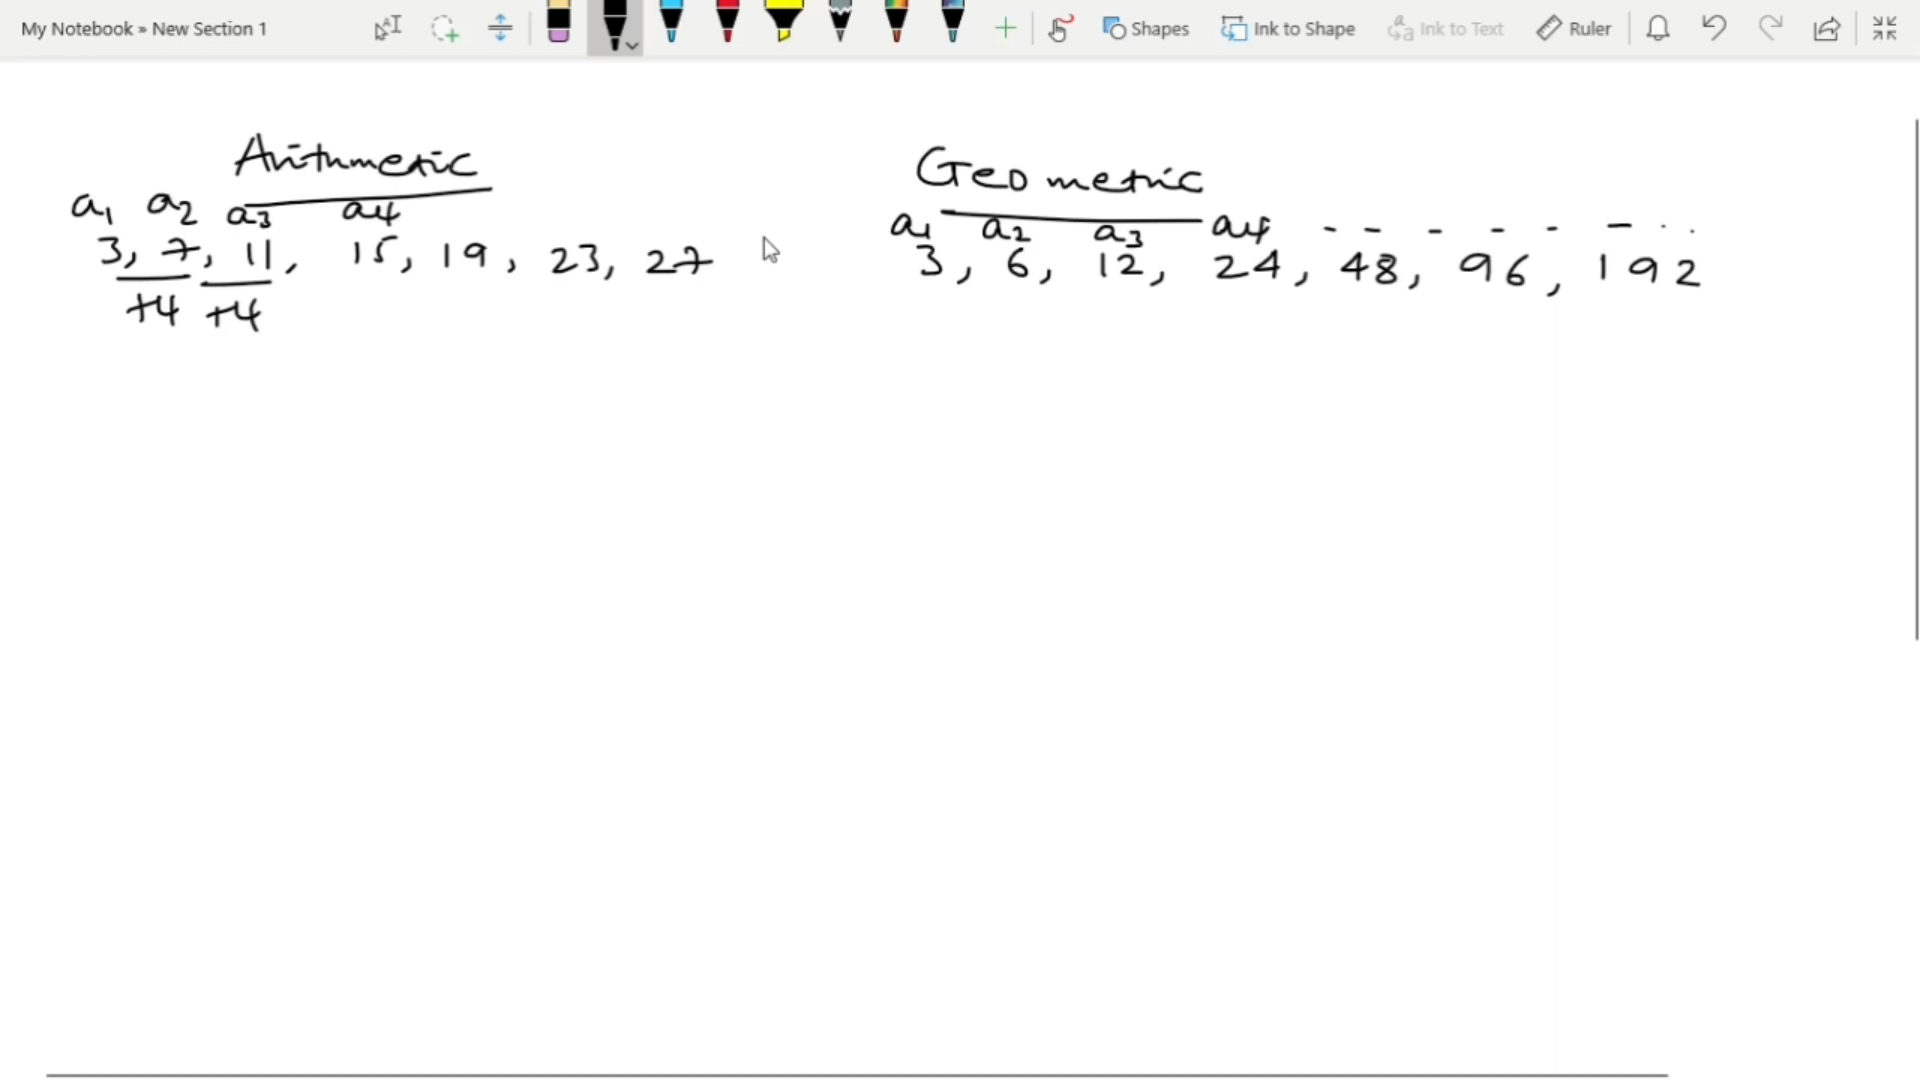 My Notebook » New Section 1
Shapes
Ink to Shape
Ink to Text
Ruler
Arithmetic
a1 a2 a3 a4
3, 7, 11, 15, 19, 23, 27
+4 +4
Geometric
a1 a2 a3 a4 - - - - - - . .
3, 6, 12, 24, 48, 96, 192